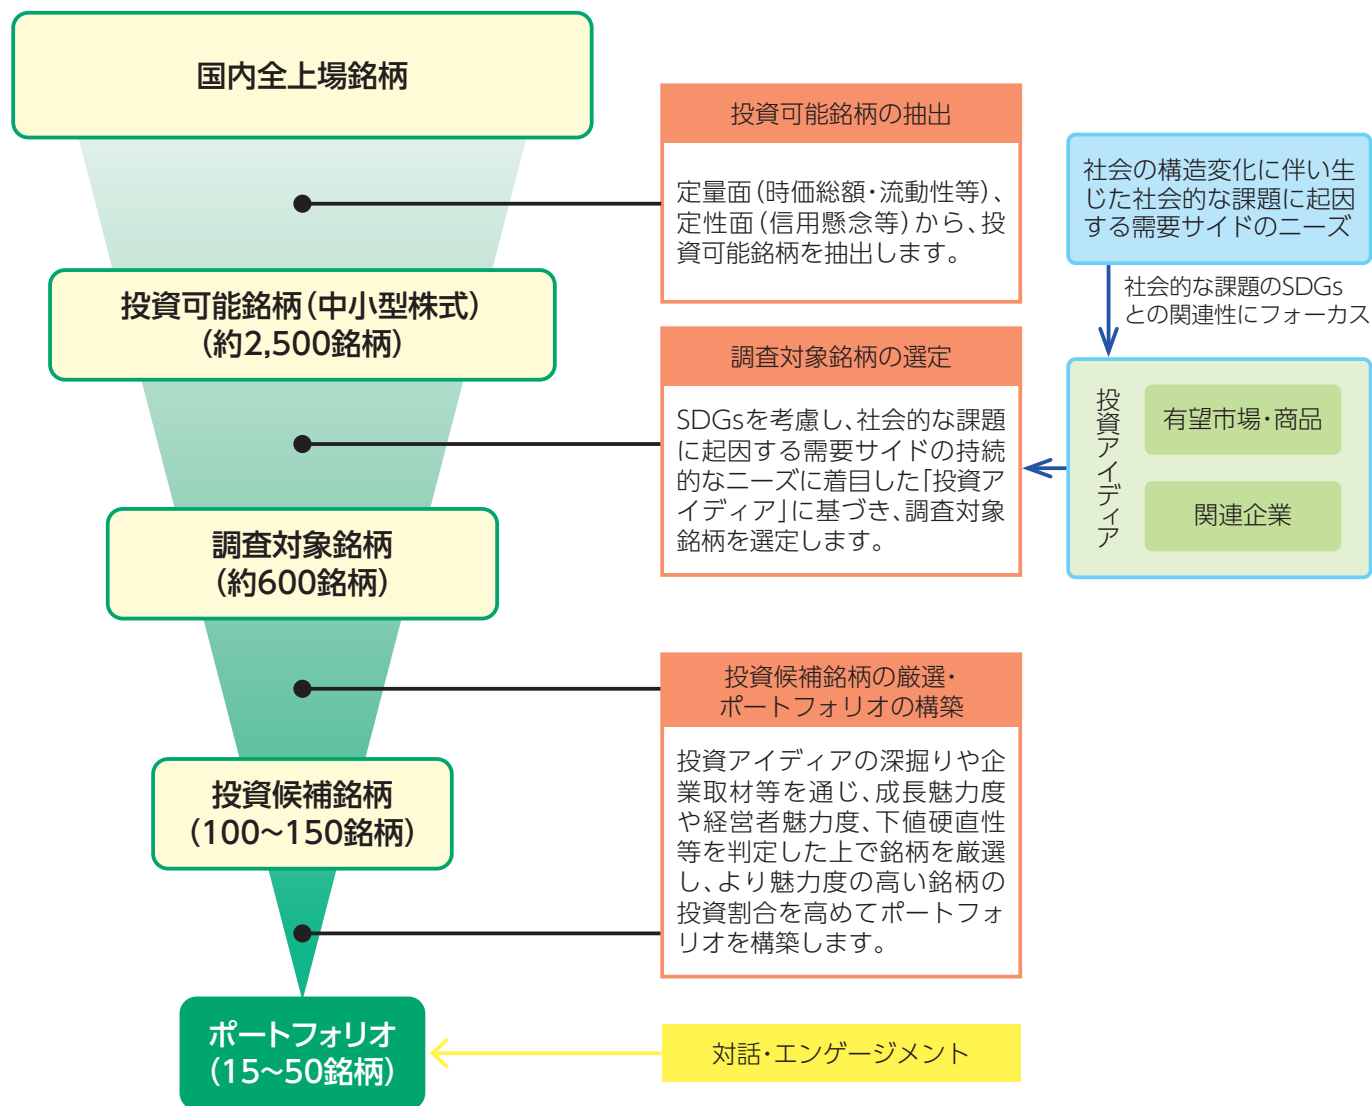 国内全上場銘柄
投資可能銘柄の抽出
定量面(時価総額・流動性等)、
定性面(信用懸念等)から、投
資可能銘柄を抽出します。
社会の構造変化に伴い生
じた社会的な課題に起因
する需要サイドのニーズ
社会的な課題のSDGs
との関連性にフォーカス
投資可能銘柄(中小型株式)
(約2,500銘柄)
調査対象銘柄の選定
SDGsを考慮し、社会的な課題
に起因する需要サイドの持続
的なニーズに着目した「投資ア
イディア」に基づき、調査対象
銘柄を選定します。
投資アイディア
有望市場・商品
関連企業
調査対象銘柄
(約600銘柄)
投資候補銘柄の厳選・
ポートフォリオの構築
投資アイディアの深掘りや企
業取材等を通じ、成長魅力度
や経営者魅力度、下値硬直性
等を判定した上で銘柄を厳選
し、より魅力度の高い銘柄の
投資割合を高めてポートフォ
リオを構築します。
投資候補銘柄
(100~150銘柄)
ポートフォリオ
(15~50銘柄)
対話・エンゲージメント